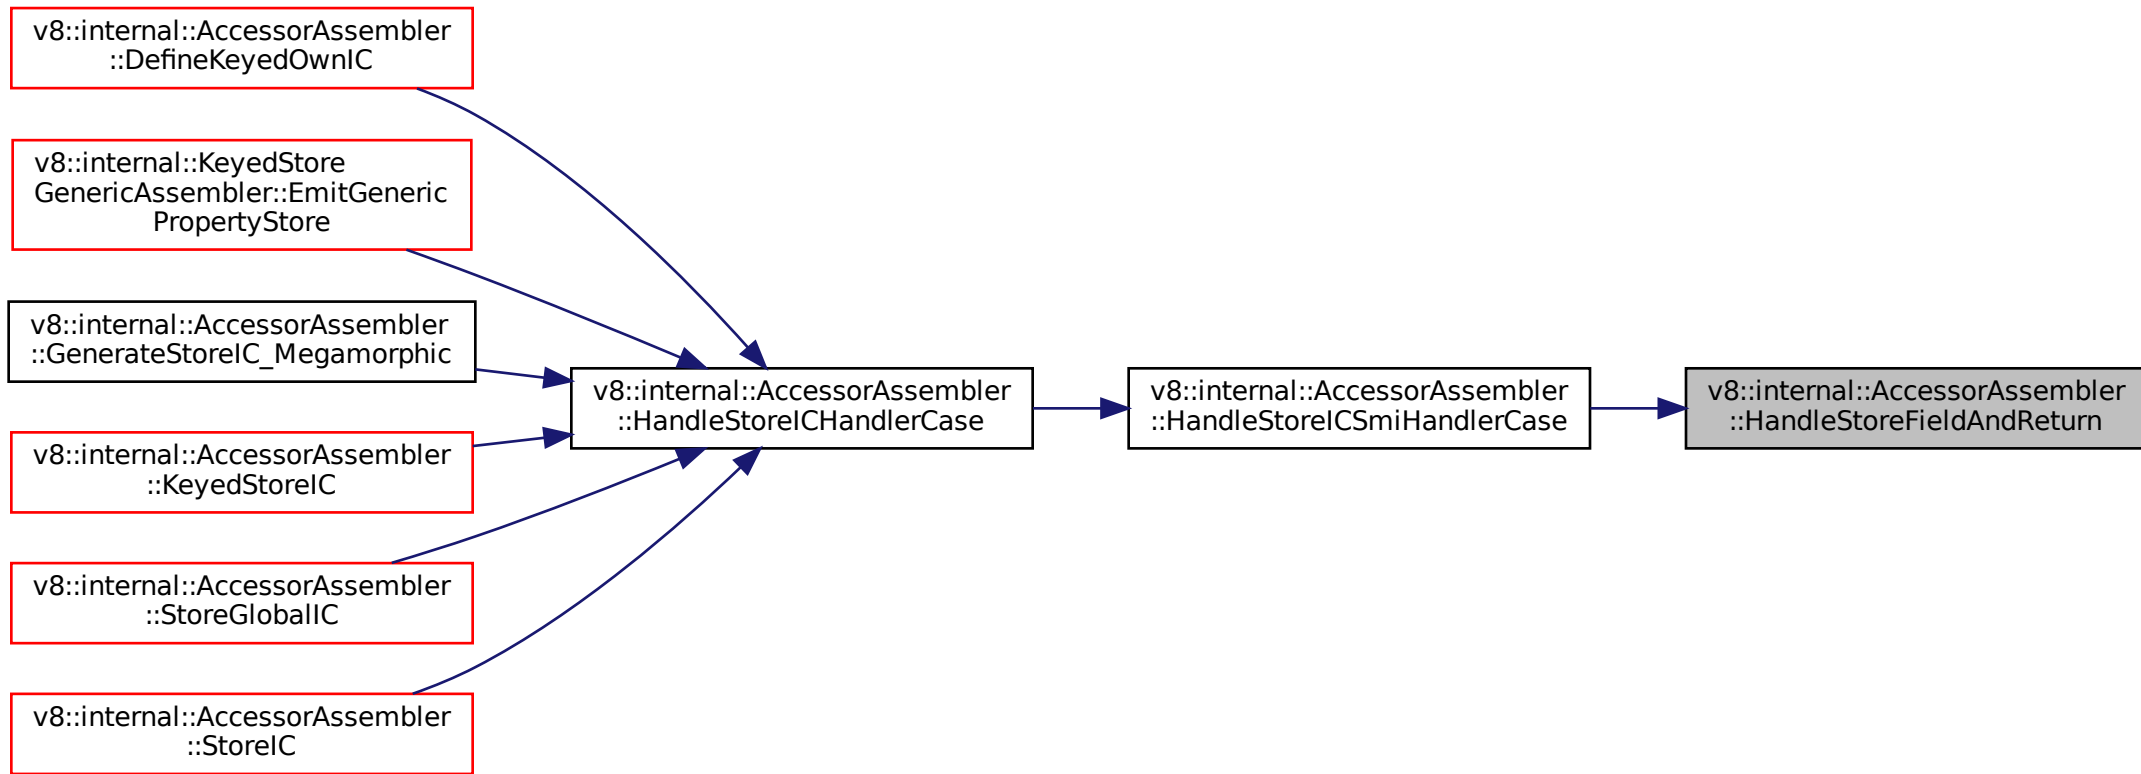 v8::internal::AccessorAssembler
::DefineKeyedOwnIC
v8::internal::KeyedStore
GenericAssembler::EmitGeneric
PropertyStore
v8::internal::AccessorAssembler
::GenerateStoreIC_Megamorphic
v8::internal::AccessorAssembler
::KeyedStoreIC
v8::internal::AccessorAssembler
::StoreGlobalIC
v8::internal::AccessorAssembler
::StoreIC
v8::internal::AccessorAssembler
::HandleStoreICHandlerCase
v8::internal::AccessorAssembler
::HandleStoreICSmiHandlerCase
v8::internal::AccessorAssembler
::HandleStoreFieldAndReturn